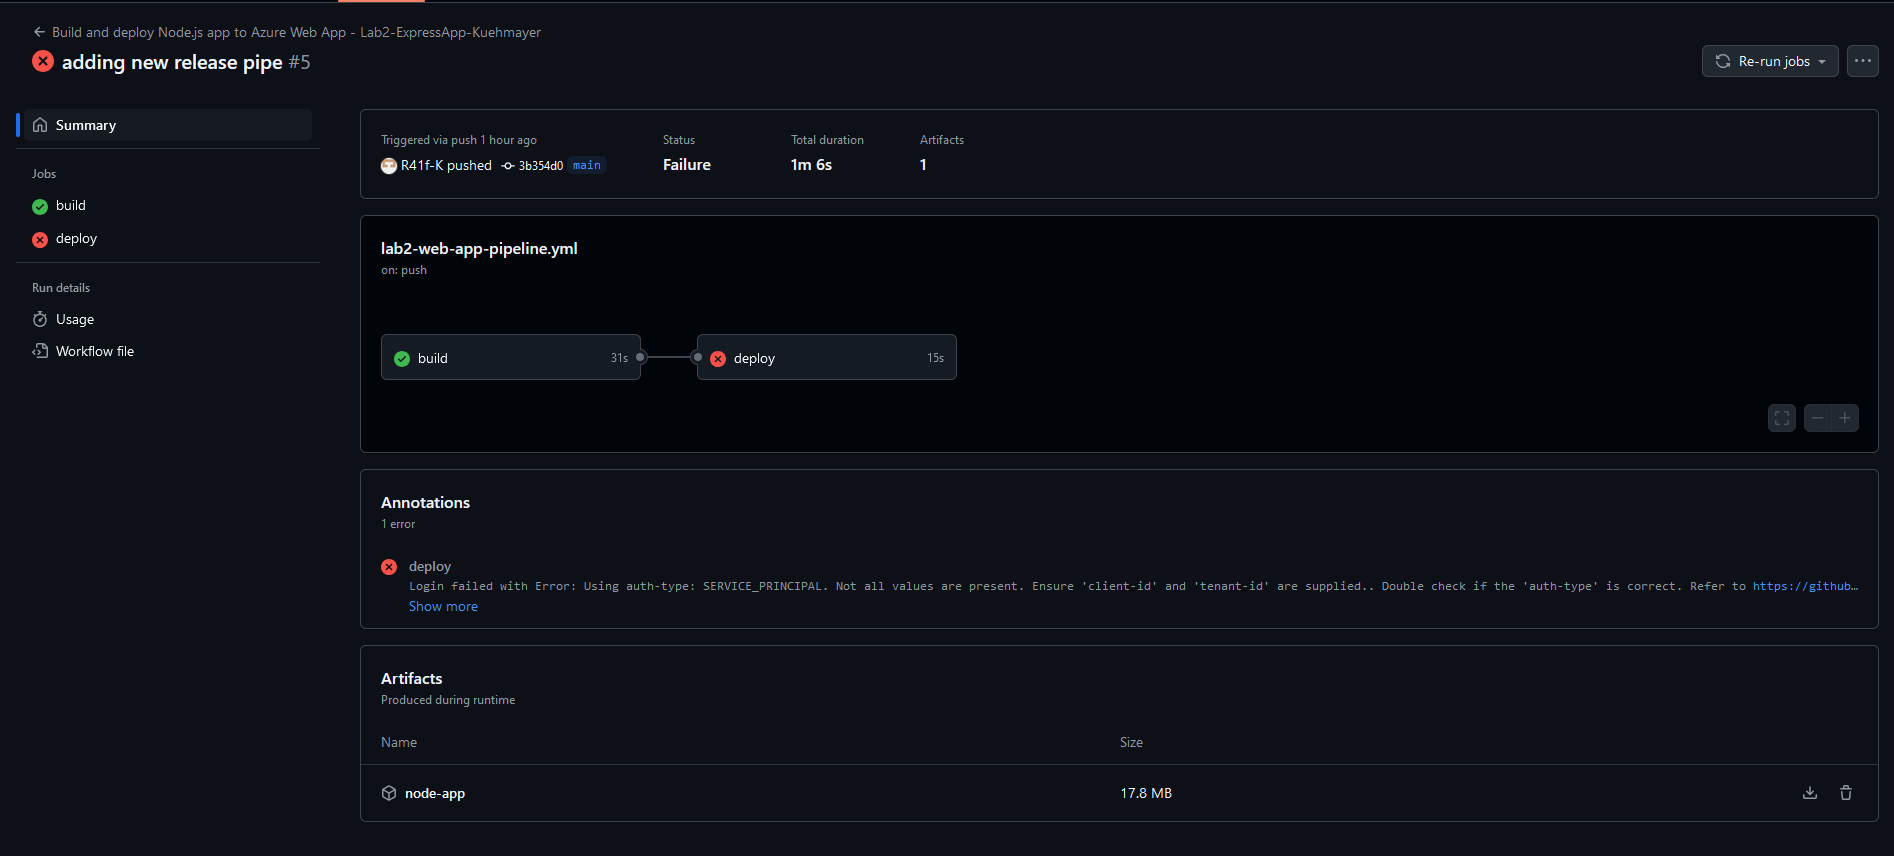 Build and deploy Node.js app to Azure Web App - Lab2-ExpressApp-Kuehmayer
adding new release pipe #5
Re-run jobs
Summary
Jobs
build
deploy
Run details
Usage
Workflow file
Triggered via push 1 hour ago
R41f-K pushed 3b354d0 main
Status
Failure
Total duration
1m 6s
Artifacts
1
lab2-web-app-pipeline.yml
on: push
build 31s
deploy 15s
Annotations
1 error
deploy
Login failed with Error: Using auth-type: SERVICE_PRINCIPAL. Not all values are present. Ensure 'client-id' and 'tenant-id' are supplied.. Double check if the 'auth-type' is correct. Refer to https://github…
Show more
Artifacts
Produced during runtime
Name Size
node-app 17.8 MB